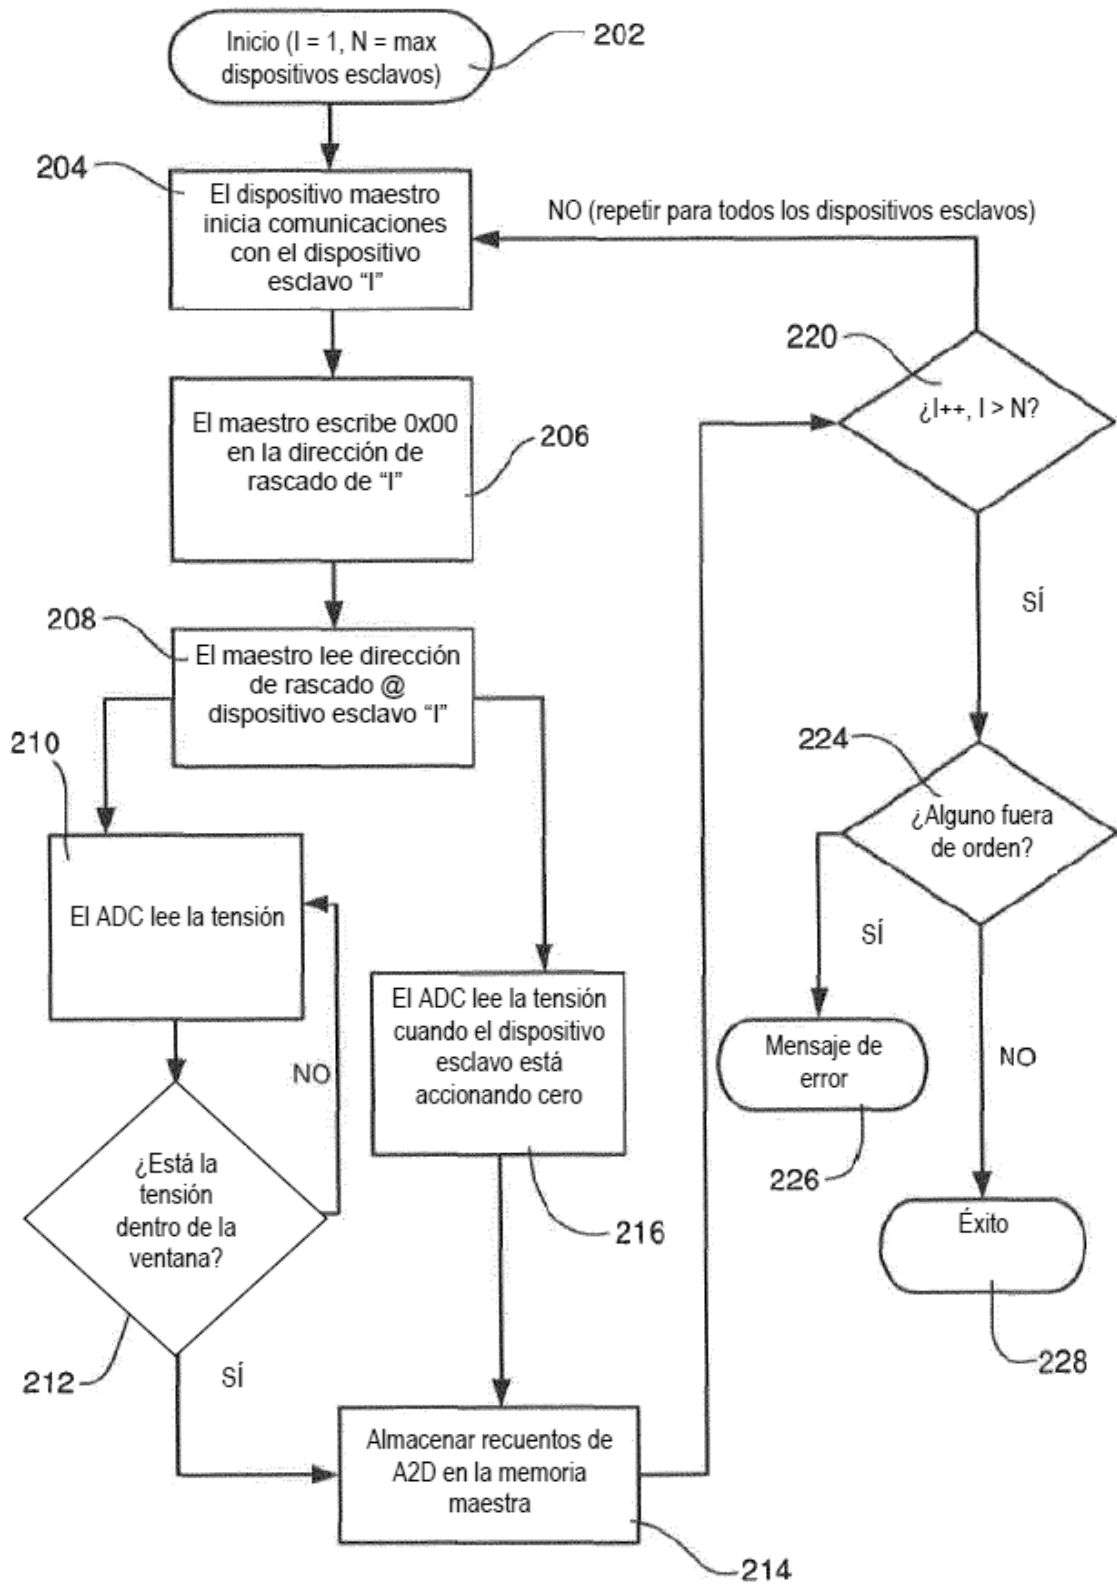 Inicio (I = 1, N = max
dispositivos esclavos)
202
204
El dispositivo maestro
inicia comunicaciones
con el dispositivo
esclavo “I”
NO (repetir para todos los dispositivos esclavos)
220
¿I++, I > N?
El maestro escribe 0x00
en la dirección de
rascado de “I”
206
SÍ
208
El maestro lee dirección
de rascado @
dispositivo esclavo “I”
210
224
¿Alguno fuera
de orden?
El ADC lee la tensión
SÍ
El ADC lee la tensión
cuando el dispositivo
esclavo está
accionando cero
NO
Mensaje de
error
NO
¿Está la
tensión
dentro de la
ventana?
226
216
Éxito
212
SÍ
228
Almacenar recuentos de
A2D en la memoria
maestra
214